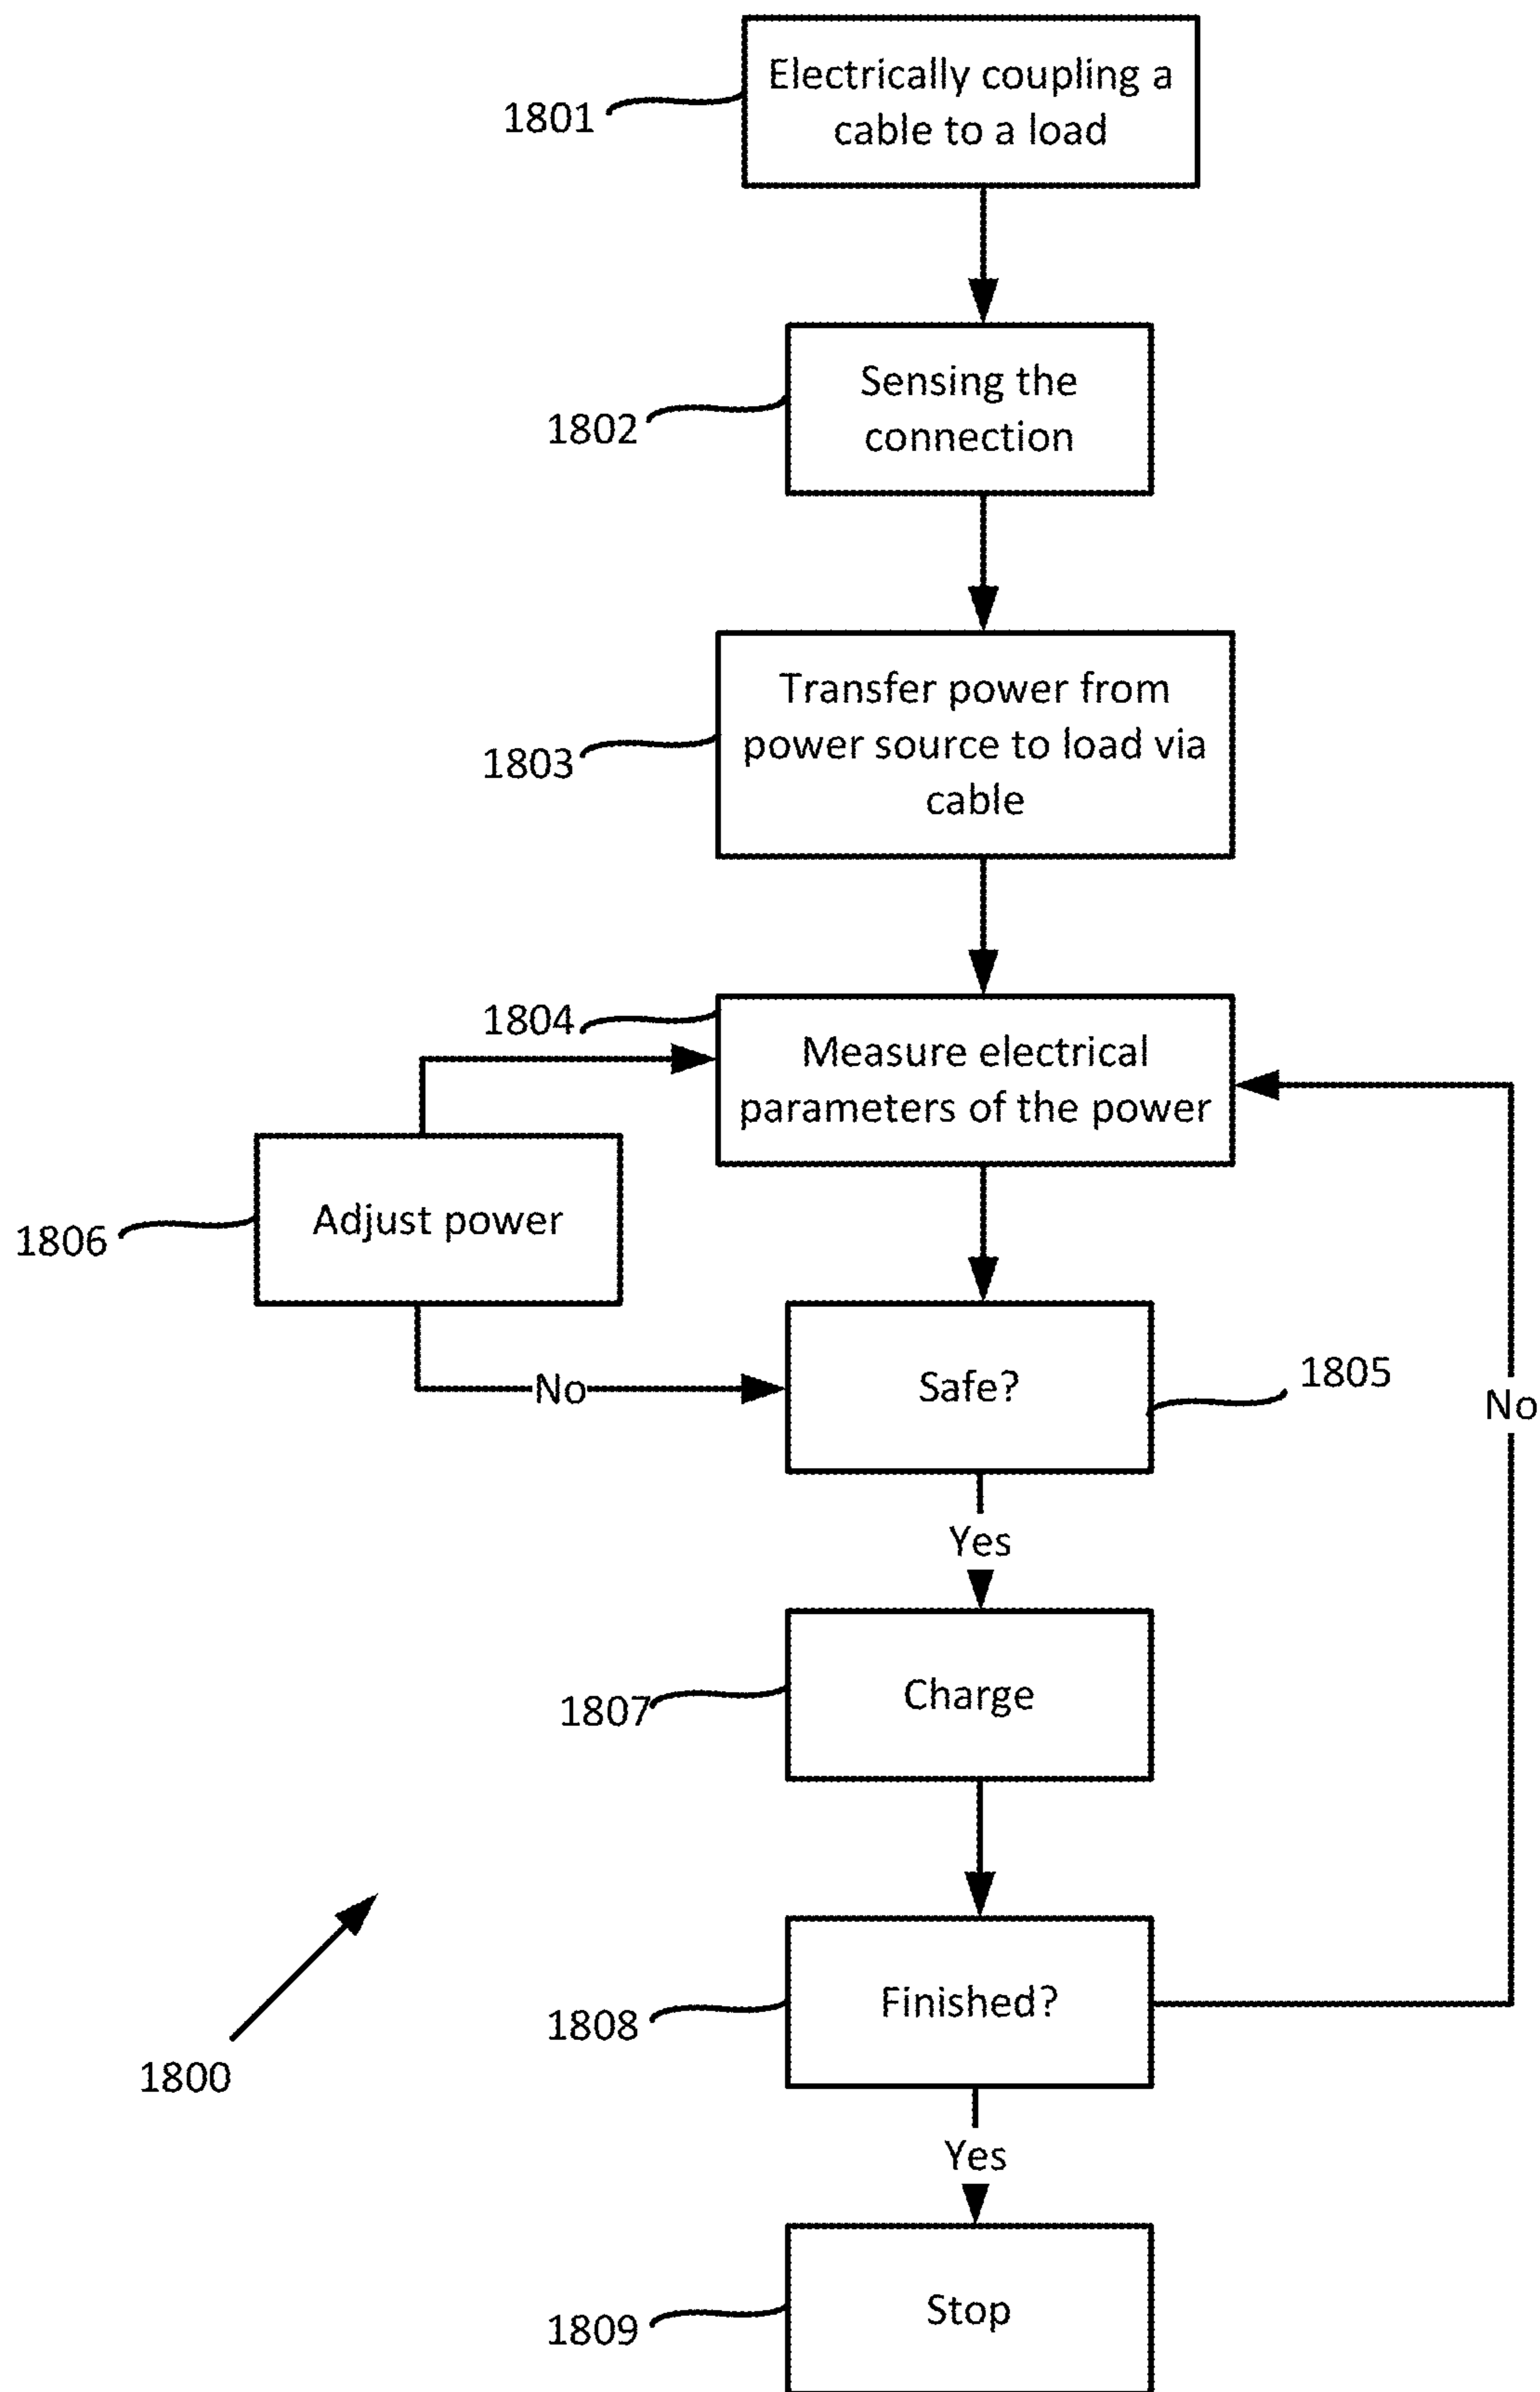 Electrically coupling a
cable to a load
1801
Sensing the
connection
1802
Transfer power from
power source to load via
cable
1803
1804
Measure electrical
parameters of the power
Adjust power
1806
No
Safe?
1805
No
Yes
Charge
1807
Finished?
1808
1800
Yes
Stop
1809